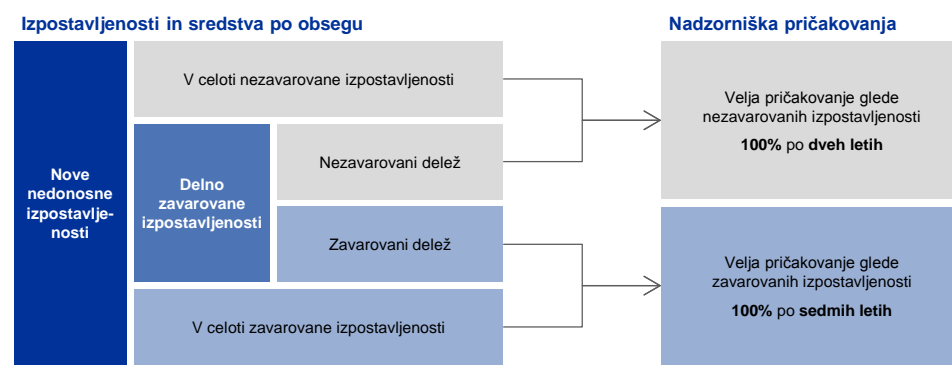 Izpostavljenosti in sredstva po obsegu
Nadzorniška pričakovanja
Nove
nedonosne
izpostavlje-
nosti
V celoti nezavarovane izpostavljenosti
Delno
zavarovane
izpostavljenosti
Nezavarovani delež
Zavarovani delež
V celoti zavarovane izpostavljenosti
Velja pričakovanje glede
nezavarovanih izpostavljenosti
100% po dveh letih
Velja pričakovanje glede
zavarovanih izpostavljenosti
100% po sedmih letih